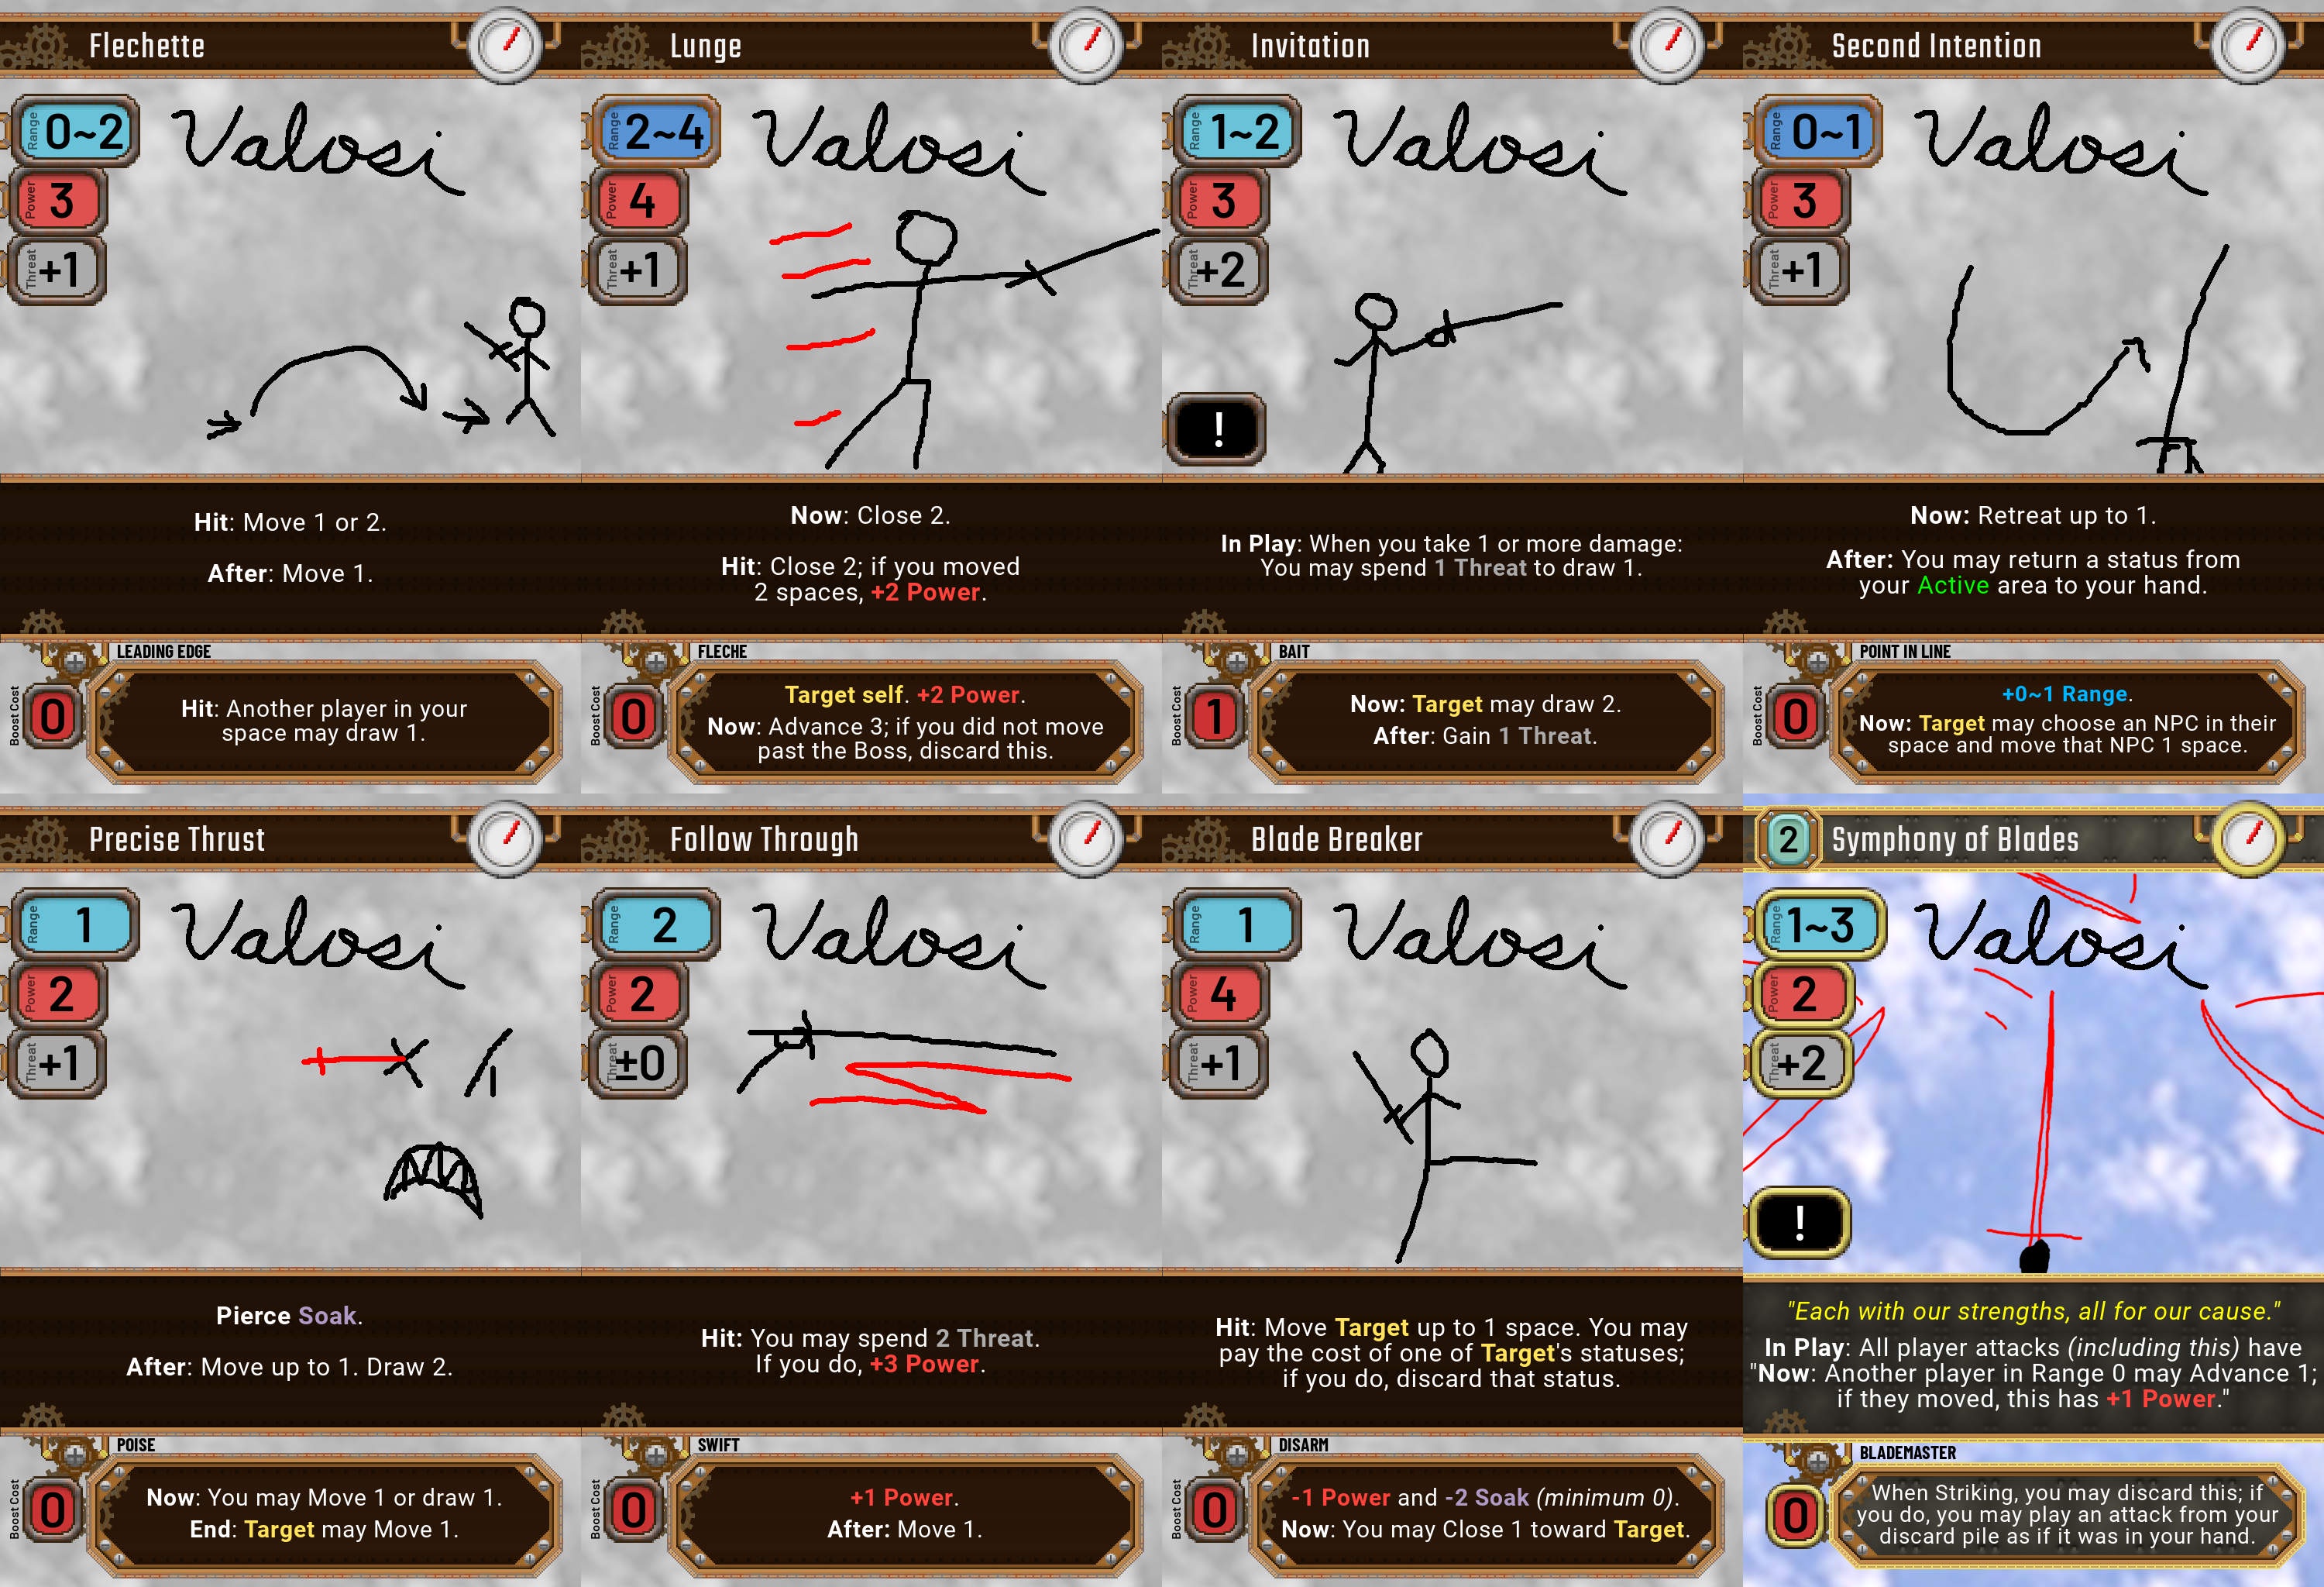 Flechette
Range 0~2
Power 3
Threat +1
Valosi
Hit: Move 1 or 2.
After: Move 1.
LEADING EDGE
Boost Cost 0
Hit: Another player in your
space may draw 1.
Lunge
Range 2~4
Power 4
Threat +1
Valosi
Now: Close 2.
Hit: Close 2; if you moved
2 spaces, +2 Power.
FLECHE
Boost Cost 0
Target self. +2 Power.
Now: Advance 3; if you did not move
past the Boss, discard this.
Invitation
Range 1~2
Power 3
Threat +2
Valosi
!
In Play: When you take 1 or more damage:
You may spend 1 Threat to draw 1.
BAIT
Boost Cost 1
Now: Target may draw 2.
After: Gain 1 Threat.
Second Intention
Range 0~1
Power 3
Threat +1
Valosi
Now: Retreat up to 1.
After: You may return a status from
your Active area to your hand.
POINT IN LINE
Boost Cost 0
+0~1 Range.
Now: Target may choose an NPC in their
space and move that NPC 1 space.
Precise Thrust
Range 1
Power 2
Threat +1
Valosi
Pierce Soak.
After: Move up to 1. Draw 2.
POISE
Boost Cost 0
Now: You may Move 1 or draw 1.
End: Target may Move 1.
Follow Through
Range 2
Power 2
Threat ±0
Valosi
Hit: You may spend 2 Threat.
If you do, +3 Power.
SWIFT
Boost Cost 0
+1 Power.
After: Move 1.
Blade Breaker
Range 1
Power 4
Threat +1
Valosi
Hit: Move Target up to 1 space. You may
pay the cost of one of Target's statuses;
if you do, discard that status.
DISARM
Boost Cost 0
-1 Power and -2 Soak (minimum 0).
Now: You may Close 1 toward Target.
2 Symphony of Blades
Range 1~3
Power 2
Threat +2
Valosi
!
"Each with our strengths, all for our cause."
In Play: All player attacks (including this) have
"Now: Another player in Range 0 may Advance 1;
if they moved, this has +1 Power."
BLADEMASTER
Boost Cost 0
When Striking, you may discard this; if
you do, you may play an attack from your
discard pile as if it was in your hand.